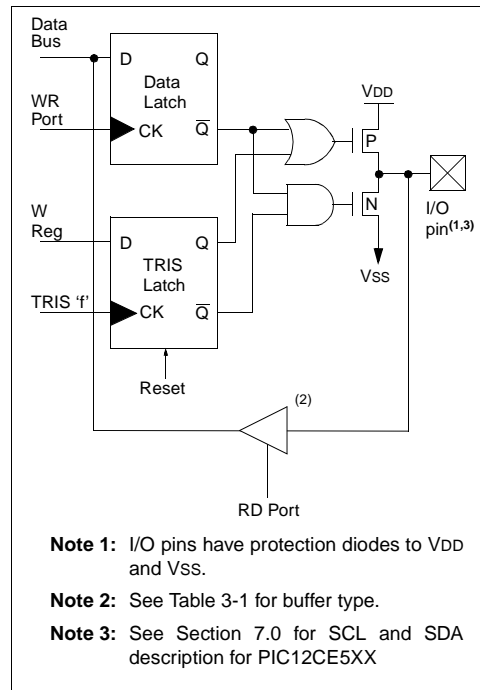 Data
Bus
D
Q
Data
Latch
VDD
WR
Port
CK
Q̅
P
N
I/O
pin(1,3)
W
Reg
D
Q
TRIS
Latch
VSS
TRIS 'f'
CK
Q̅
Reset
(2)
RD Port
Note 1: I/O pins have protection diodes to VDD
and VSS.
Note 2: See Table 3-1 for buffer type.
Note 3: See Section 7.0 for SCL and SDA
description for PIC12CE5XX